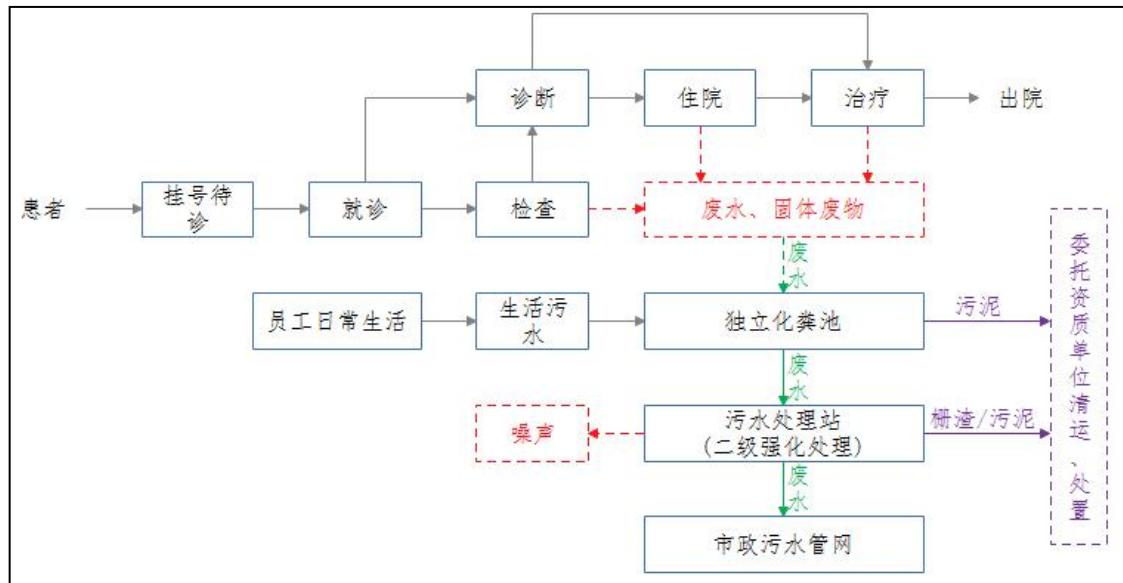 诊断
住院
治疗
出院
患者
挂号待
诊
就诊
检查
废水、固体废物
废
水
员工日常生活
生活污
水
独立化粪池
污泥
废
水
噪声
污水处理站
(二级强化处理)
栅渣/污泥
废
水
市政污水管网
委
托
资
质
单
位
清
运
、
处
置